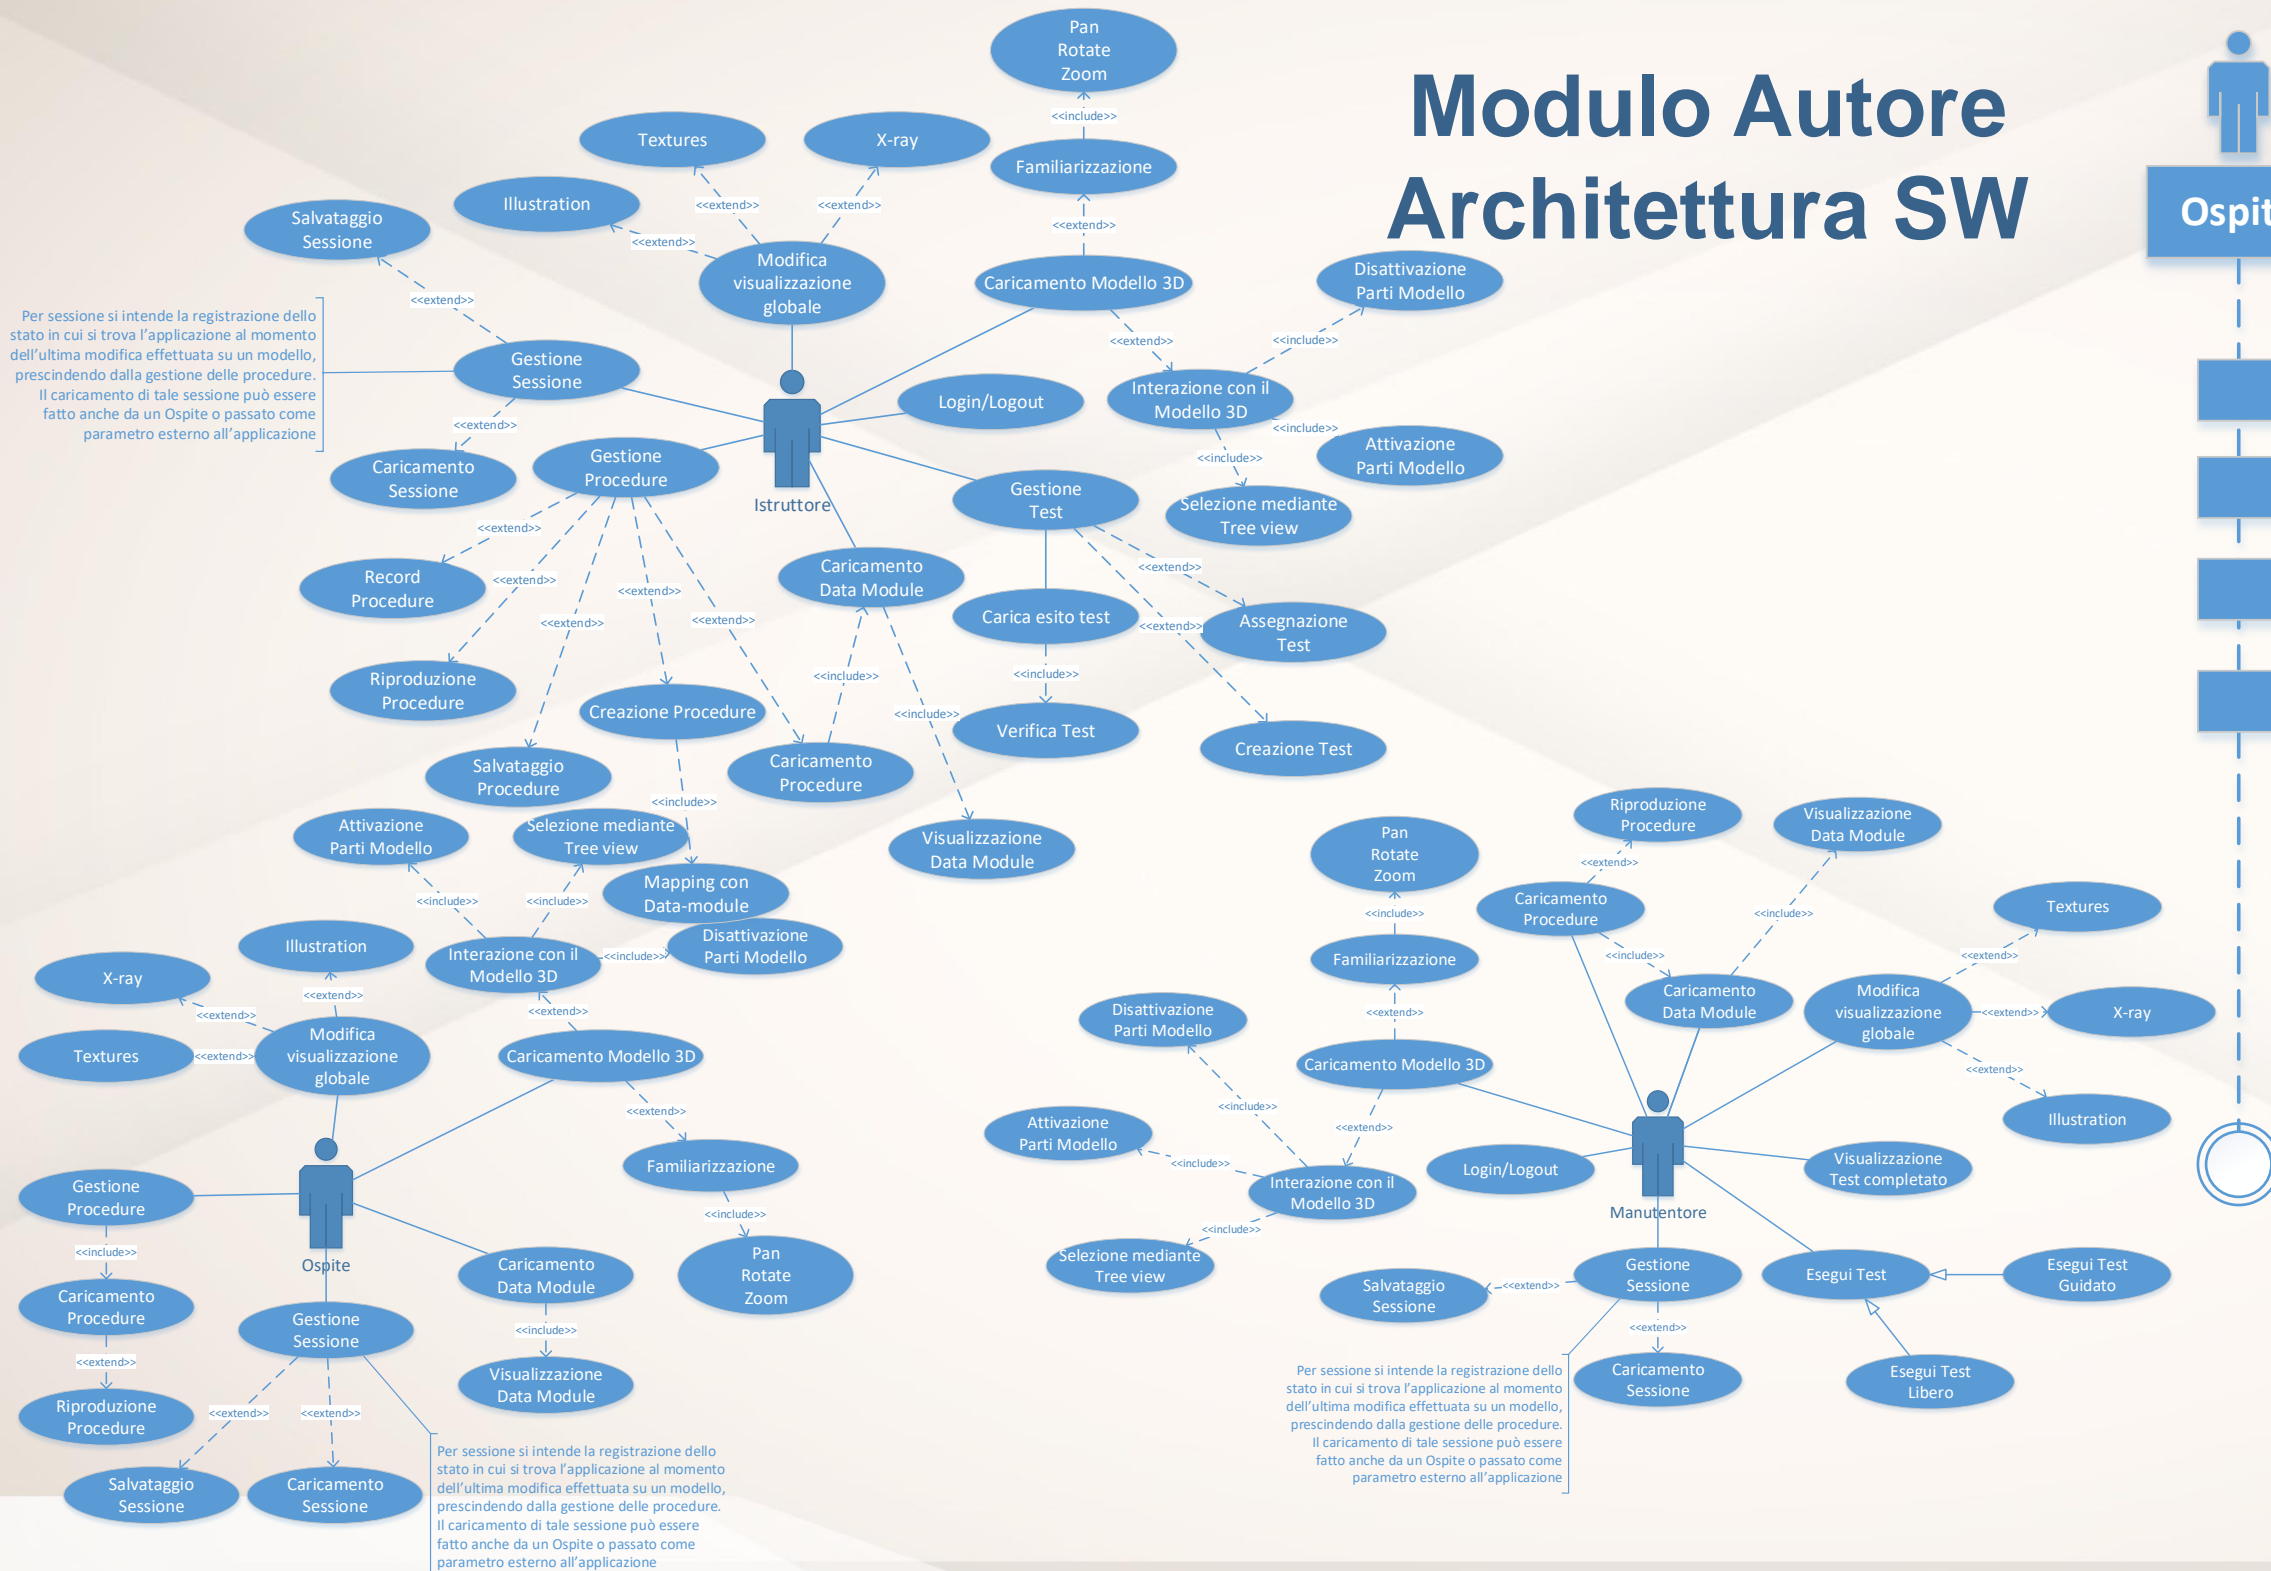 Modulo Autore
Architettura SW
Pan
Rotate
Zoom
<<include>>
Familiarizzazione
<<extend>>
Caricamento Modello 3D
Textures
X-ray
Illustration
<<extend>>
<<extend>>
<<extend>>
Modifica
visualizzazione
globale
Salvataggio
Sessione
<<extend>>
Per sessione si intende la registrazione dello
stato in cui si trova l'applicazione al momento
dell'ultima modifica effettuata su un modello,
prescindendo dalla gestione delle procedure.
Il caricamento di tale sessione può essere
fatto anche da un Ospite o passato come
parametro esterno all'applicazione
Gestione
Sessione
<<extend>>
Caricamento
Sessione
Gestione
Procedure
Istruttore
Login/Logout
<<extend>>
Disattivazione
Parti Modello
<<include>>
Interazione con il
Modello 3D
<<include>>
Attivazione
Parti Modello
<<include>>
Selezione mediante
Tree view
Gestione
Test
<<extend>>
Record
Procedure
<<extend>>
Riproduzione
Procedure
<<extend>>
Salvataggio
Procedure
<<extend>>
Creazione Procedure
<<extend>>
Caricamento
Procedure
<<include>>
Caricamento
Data Module
<<include>>
Visualizzazione
Data Module
Carica esito test
<<include>>
Verifica Test
<<extend>>
Assegnazione
Test
<<extend>>
Creazione Test
<<include>>
Mapping con
Data-module
Attivazione
Parti Modello
Selezione mediante
Tree view
<<include>>
<<include>>
Interazione con il
Modello 3D
<<include>>
Disattivazione
Parti Modello
<<extend>>
Caricamento Modello 3D
Illustration
X-ray
<<extend>>
<<extend>>
Textures
<<extend>>
Modifica
visualizzazione
globale
<<extend>>
Familiarizzazione
<<include>>
Pan
Rotate
Zoom
Gestione
Procedure
<<include>>
Caricamento
Procedure
<<extend>>
Riproduzione
Procedure
Ospite
Gestione
Sessione
<<extend>>
<<extend>>
Salvataggio
Sessione
Caricamento
Sessione
Caricamento
Data Module
<<include>>
Visualizzazione
Data Module
Per sessione si intende la registrazione dello
stato in cui si trova l'applicazione al momento
dell'ultima modifica effettuata su un modello,
prescindendo dalla gestione delle procedure.
Il caricamento di tale sessione può essere
fatto anche da un Ospite o passato come
parametro esterno all'applicazione
Pan
Rotate
Zoom
<<include>>
Familiarizzazione
<<extend>>
Caricamento Modello 3D
<<extend>>
Disattivazione
Parti Modello
<<include>>
Attivazione
Parti Modello
<<include>>
Interazione con il
Modello 3D
<<include>>
Selezione mediante
Tree view
Riproduzione
Procedure
<<extend>>
Caricamento
Procedure
<<include>>
Visualizzazione
Data Module
<<include>>
Caricamento
Data Module
Textures
<<extend>>
Modifica
visualizzazione
globale
<<extend>>
X-ray
<<extend>>
Illustration
Login/Logout
Manutentore
Visualizzazione
Test completato
Gestione
Sessione
<<extend>>
Salvataggio
Sessione
<<extend>>
Caricamento
Sessione
Esegui Test
Esegui Test
Guidato
Esegui Test
Libero
Per sessione si intende la registrazione dello
stato in cui si trova l'applicazione al momento
dell'ultima modifica effettuata su un modello,
prescindendo dalla gestione delle procedure.
Il caricamento di tale sessione può essere
fatto anche da un Ospite o passato come
parametro esterno all'applicazione